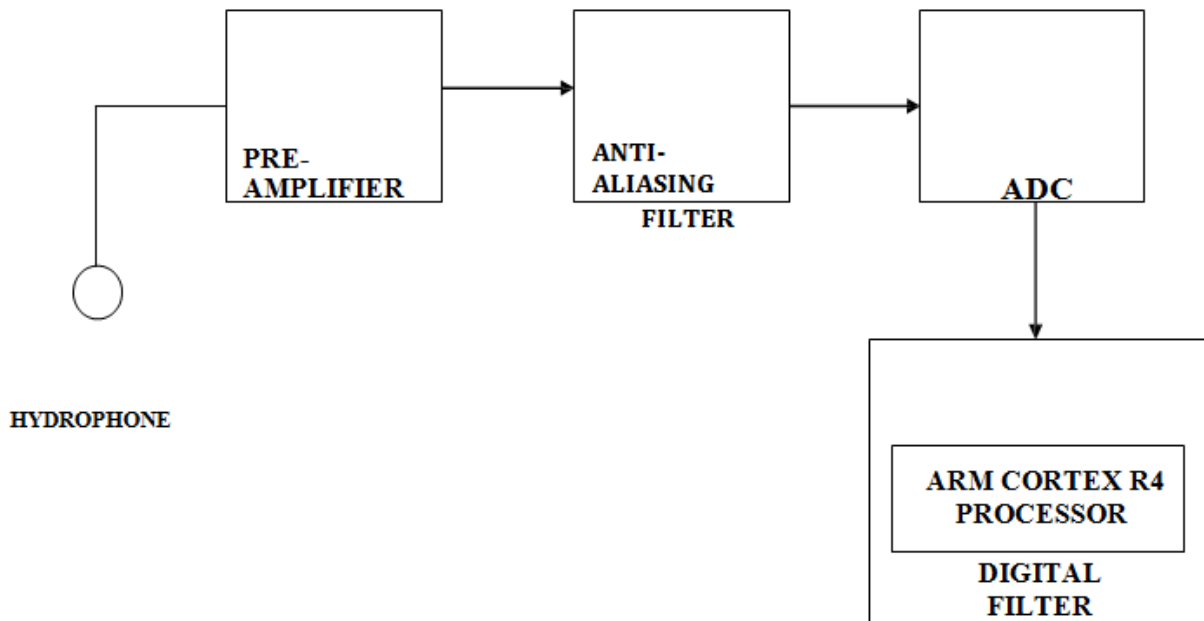 PRE-
AMPLIFIER
ANTI-
ALIASING
FILTER
ADC
HYDROPHONE
ARM CORTEX R4
PROCESSOR
DIGITAL
FILTER